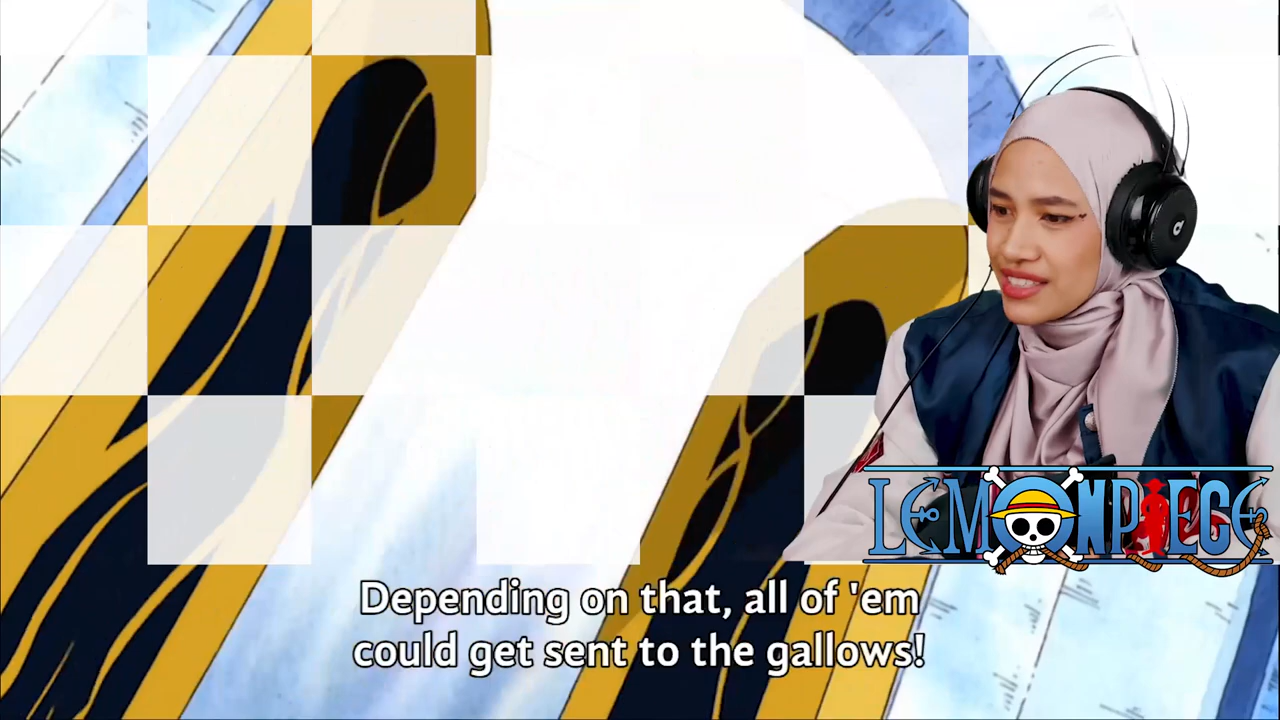 LEMONPIECE
Depending on that, all of 'em
could get sent to the gallows!